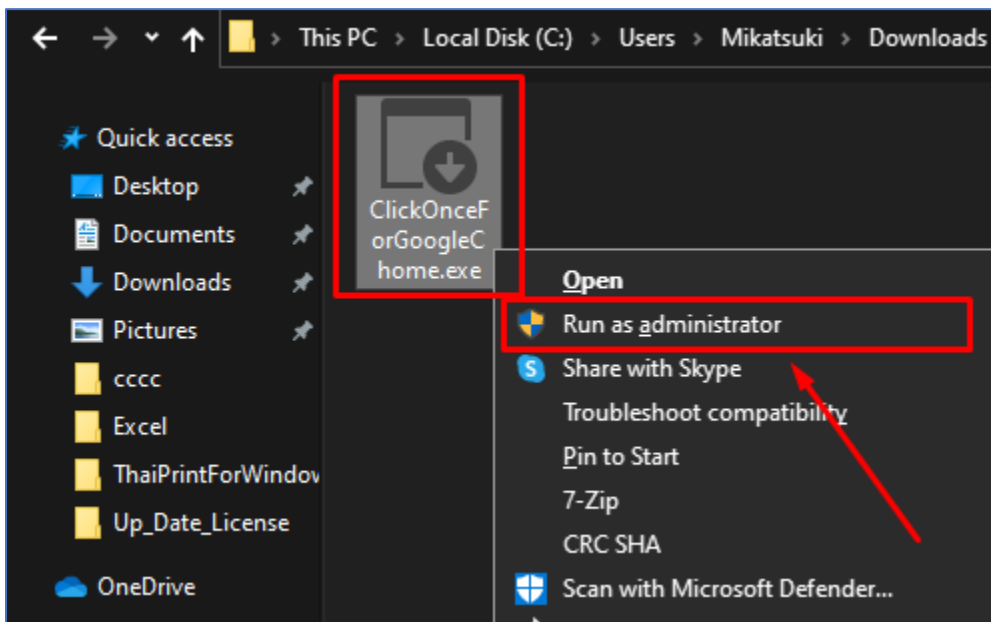 This PC > Local Disk (C:) > Users > Mikatsuki > Downloads
Quick access
Desktop
Documents
Downloads
Pictures
cccc
Excel
ThaiPrintForWindov
Up_Date_License
OneDrive
ClickOnceF
orGoogleC
home.exe
Open
Run as administrator
S
Share with Skype
Troubleshoot compatibility
Pin to Start
7-Zip
CRC SHA
Scan with Microsoft Defender...